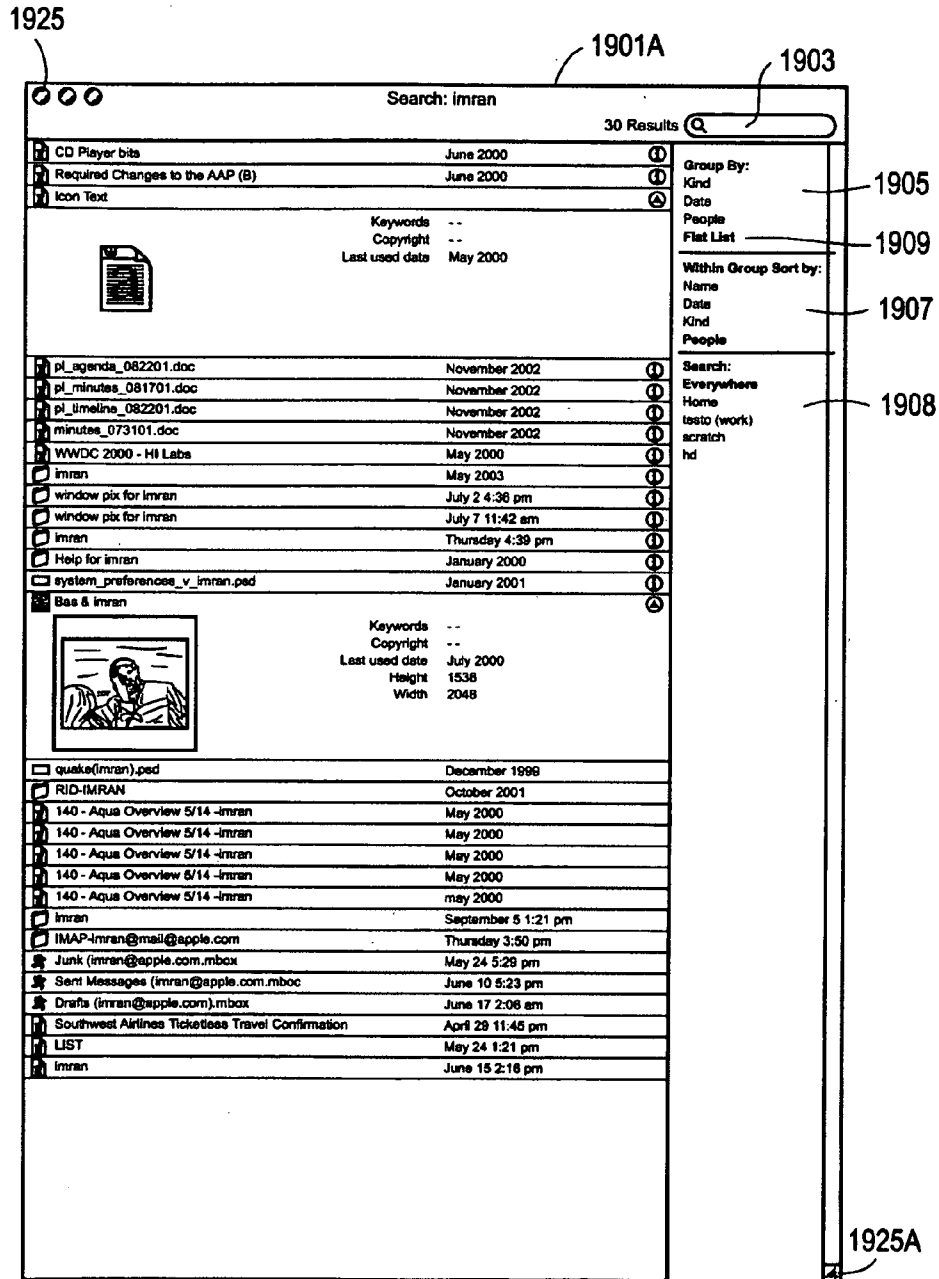 1925
1901A
1903
Search: imran
30 Results
CD Player bits June 2000
Required Changes to the AAP (B) June 2000
Icon Text
Keywords --
Copyright --
Last used date May 2000
pl_agenda_082201.doc November 2002
pl_minutes_081701.doc November 2002
pl_timeline_082201.doc November 2002
minutes_073101.doc November 2002
WWDC 2000 - HI Labs May 2000
imran May 2003
window pix for imran July 2 4:36 pm
window pix for imran July 7 11:42 am
imran Thursday 4:39 pm
Help for imran January 2000
system_preferences_v_imran.psd January 2001
Bas & imran
Keywords --
Copyright --
Last used date July 2000
Height 1536
Width 2048
quake(imran).psd December 1999
RID-IMRAN October 2001
140 - Aqua Overview 5/14 -imran May 2000
140 - Aqua Overview 5/14 -imran May 2000
140 - Aqua Overview 5/14 -imran May 2000
140 - Aqua Overview 5/14 -imran May 2000
140 - Aqua Overview 5/14 -imran may 2000
imran September 5 1:21 pm
IMAP-imran@mail@apple.com Thursday 3:50 pm
Junk (imran@apple.com.mbox May 24 5:29 pm
Sent Messages (imran@apple.com.mboc June 10 5:23 pm
Drafts (imran@apple.com).mbox June 17 2:06 am
Southwest Airlines Ticketless Travel Confirmation April 29 11:45 pm
LIST May 24 1:21 pm
imran June 15 2:16 pm
Group By:
Kind
Date
People
Flat List
1905
1909
Within Group Sort by:
Name
Date
Kind
People
1907
Search:
Everywhere
Home
testo (work)
scratch
hd
1908
1925A